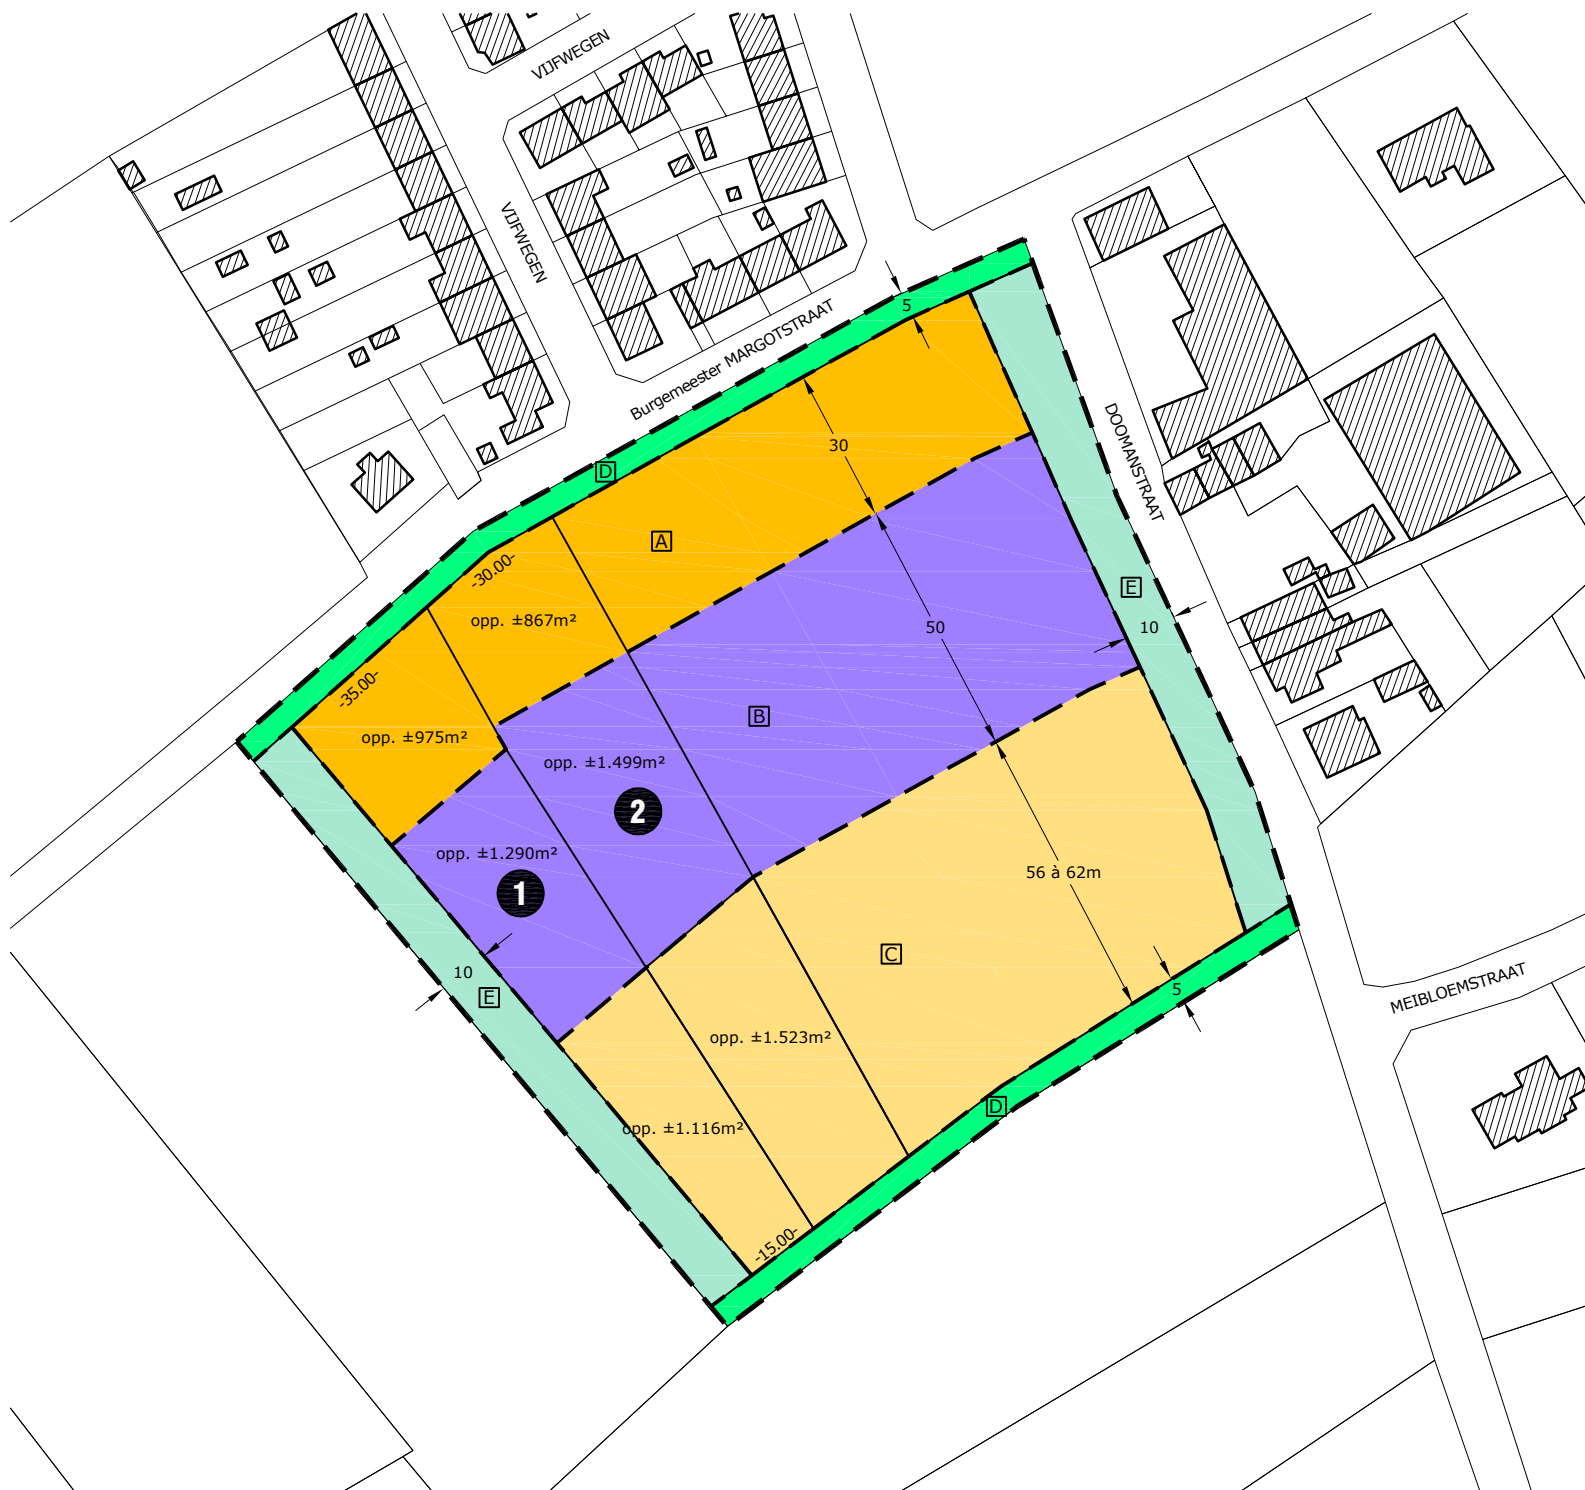 VIJFWEGEN
VIJFWEGEN
Burgemeester MARGOTSTRAAT
5
D
30
DOOMANSTRAAT
A
-30.00-
E
opp. ±867m²
50
10
-35.00-
B
opp. ±975m²
opp. ±1.499m²
2
opp. ±1.290m²
56 à 62m
1
C
10
E
5
MEIBLOEMSTRAAT
opp. ±1.523m²
D
opp. ±1.116m²
-15.00-